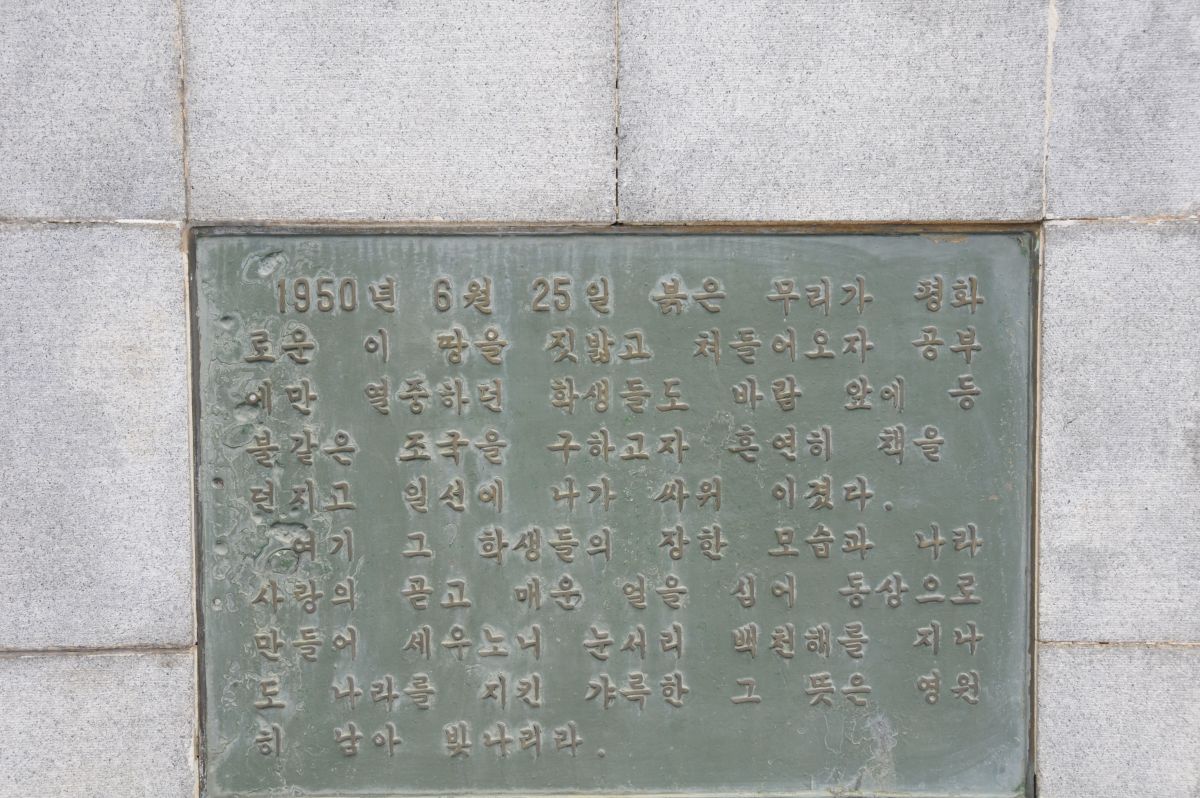 1950년 6월 25일 붉은 무리가 평화
로운 이 땅을 짓밟고 처들어오자 공부
에만 열중하던 학생들도 바람 앞에 등
불같은 조국을 구하고자 흔연히 책을
던지고 일선에 나가 싸워 이겼다.
여기 그 학생들의 장한 모습과 나라
사랑의 곧고 매운 얼을 심어 동상으로
만들어 세우노니 눈서리 백천해를 지나
도 나라를 지킨 갸륵한 그 뜻은 영원
히 남아 빛나리라.